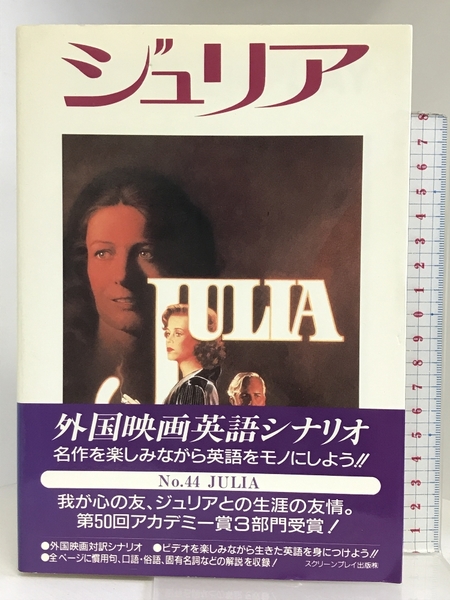 ジュリア
JULIA
外国映画英語シナリオ
名作を楽しみながら英語をモノにしよう!!
No.44 JULIA
我が心の友、ジュリアとの生涯の友情。
第50回アカデミー賞3部門受賞!
●外国映画対訳シナリオ ●ビデオを楽しみながら生きた英語を身につけよう!!
●全ページに慣用句、口語・俗語、固有名詞などの解説を収録!
スクリーンプレイ出版㈱